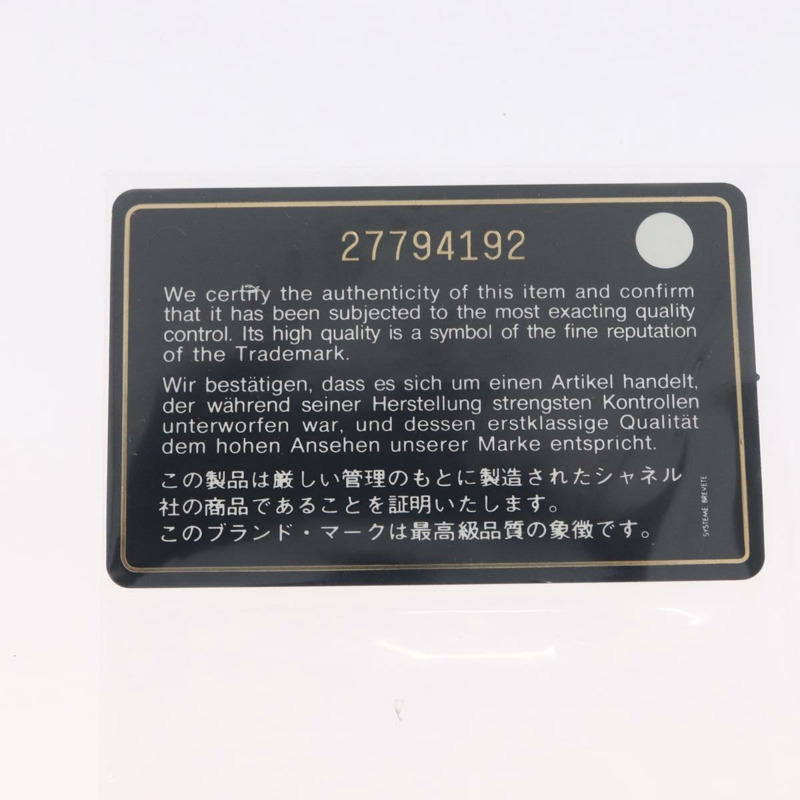 27794192
We certify the authenticity of this item and confirm
that it has been subjected to the most exacting quality
control. Its high quality is a symbol of the fine reputation
of the Trademark.
Wir bestätigen, dass es sich um einen Artikel handelt,
der während seiner Herstellung strengsten Kontrollen
unterworfen war, und dessen erstklassige Qualität
dem hohen Ansehen unserer Marke entspricht.
この製品は厳しい管理のもとに製造されたシャネル
社の商品であることを証明いたします。
このブランド・マークは最高級品質の象徴です。
SYSTEME BREVETE